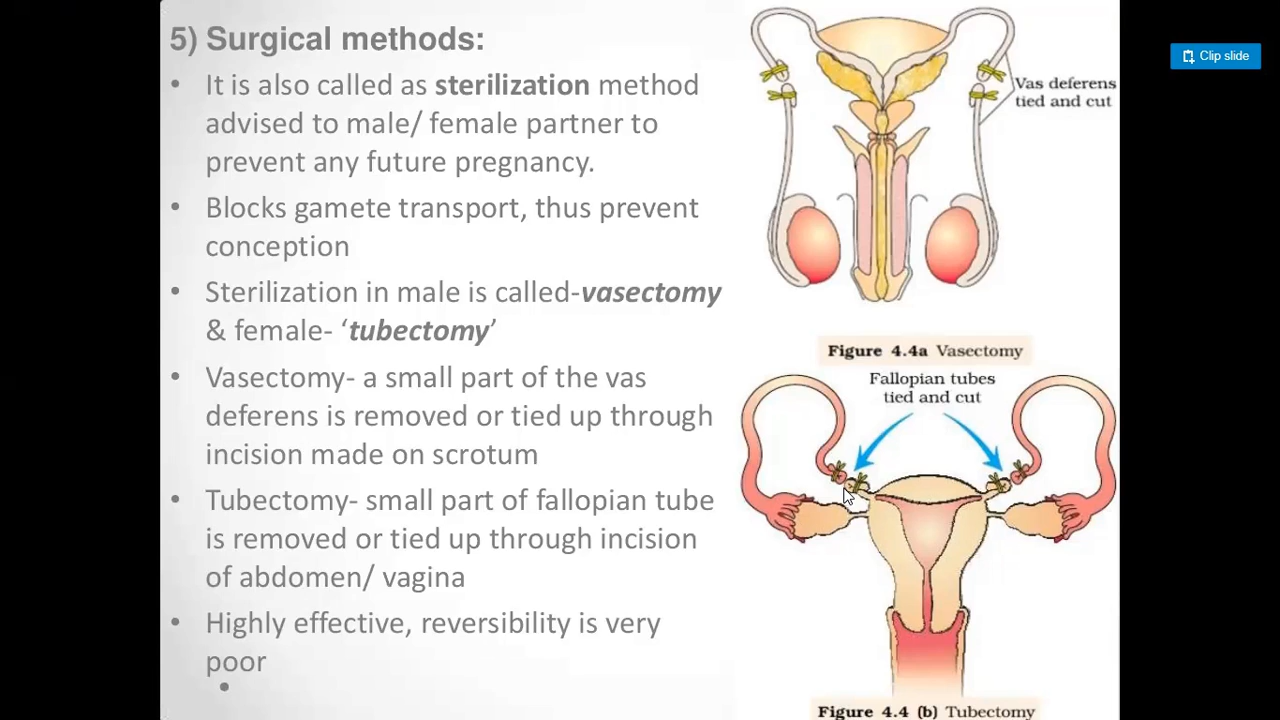 5) Surgical methods:
• It is also called as sterilization method
advised to male/ female partner to
prevent any future pregnancy.
• Blocks gamete transport, thus prevent
conception
• Sterilization in male is called-vasectomy
& female- ‘tubectomy’
• Vasectomy- a small part of the vas
deferens is removed or tied up through
incision made on scrotum
• Tubectomy- small part of fallopian tube
is removed or tied up through incision
of abdomen/ vagina
• Highly effective, reversibility is very
poor
•
Vas deferens
tied and cut
Figure 4.4a Vasectomy
Fallopian tubes
tied and cut
Figure 4.4 (b) Tubectomy
Clip slide